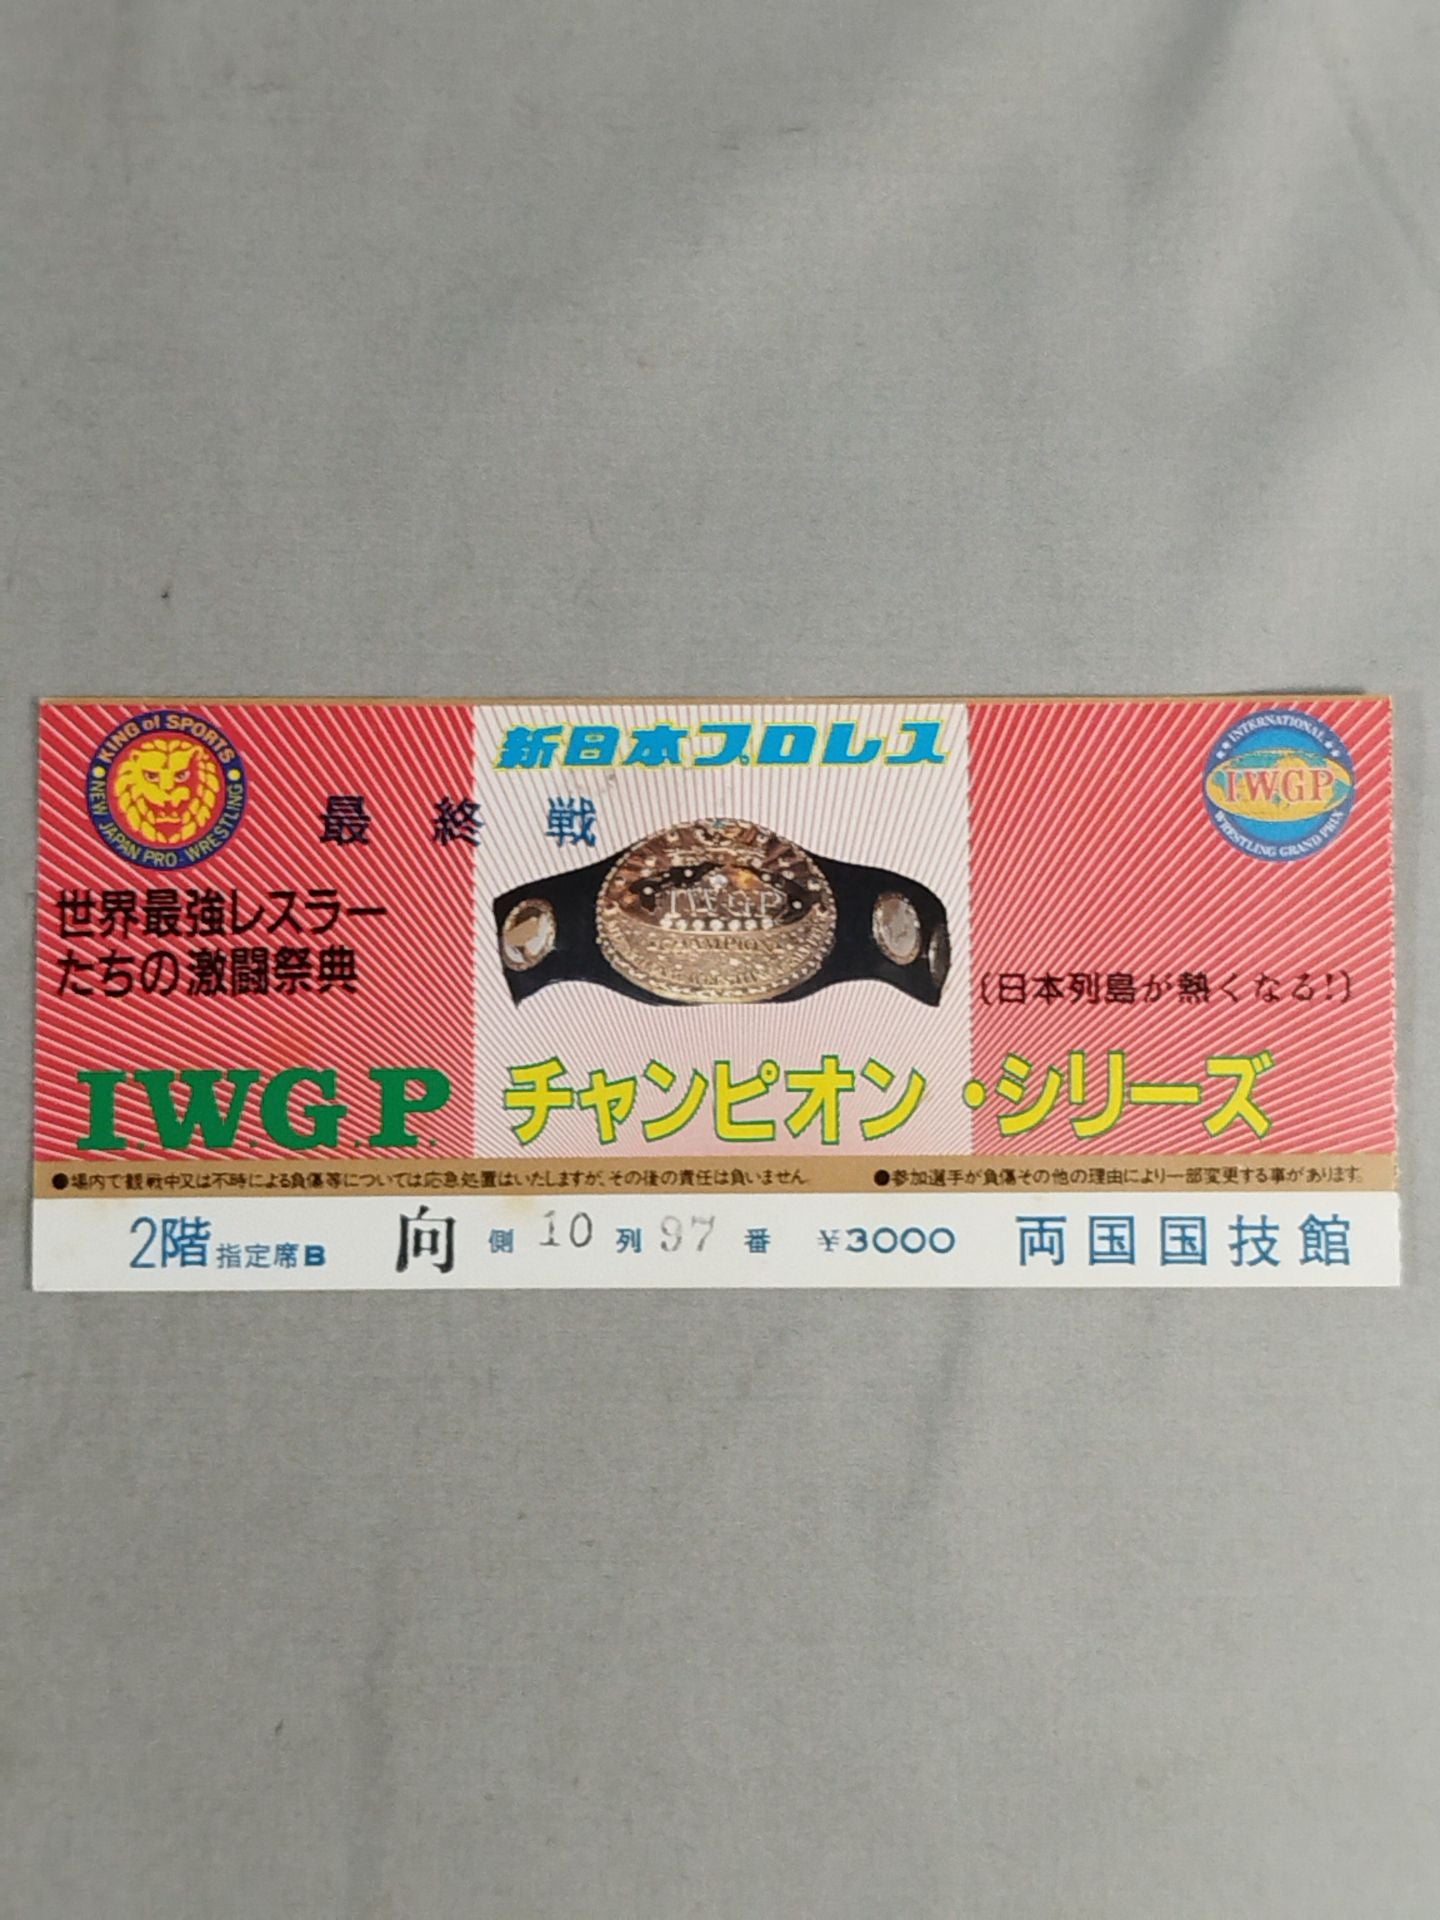 KING of SPORTS
NEW JAPAN PRO-WRESTLING
新日本プロレス
INTERNATIONAL
I.W.G.P
WRESTLING GRAND PRIX
最終戦
世界最強レスラー
たちの激闘祭典
I.W.G.P
CHAMPION
(日本列島が熱くなる!)
I.W.G.P. チャンピオン・シリーズ
●場内で観戦中又は不時による負傷等については応急処置はいたしますが、その後の責任は負いません。 ●参加選手が負傷その他の理由により一部変更する事があります。
2階 指定席B 向 側 10 列 97 番 ¥3000 両国国技館